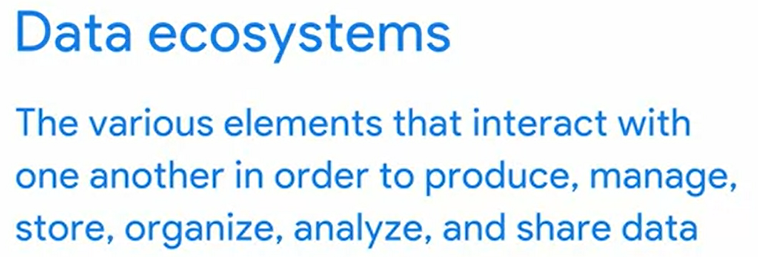 Data ecosystems
The various elements that interact with
one another in order to produce, manage,
store, organize, analyze, and share data